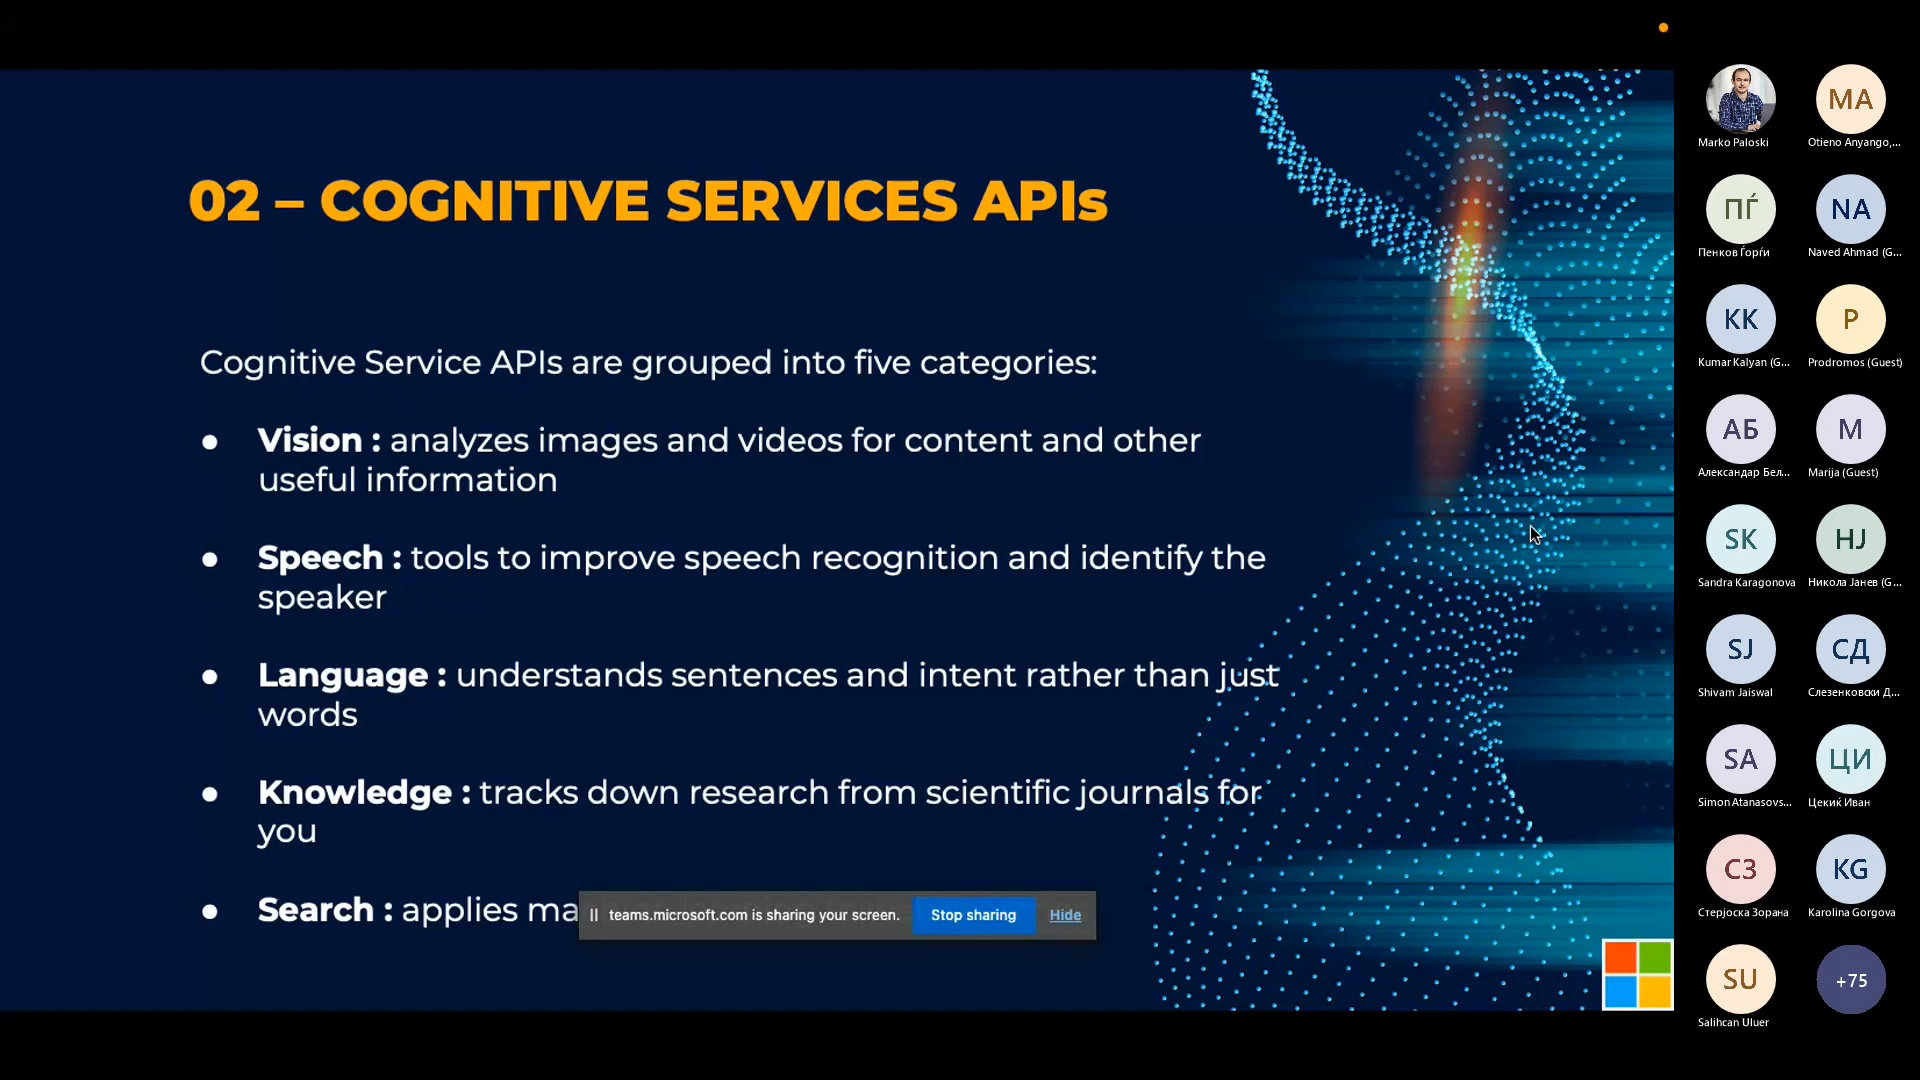 02 – COGNITIVE SERVICES APIs
Cognitive Service APIs are grouped into five categories:
● Vision : analyzes images and videos for content and other
useful information
● Speech : tools to improve speech recognition and identify the
speaker
● Language : understands sentences and intent rather than just
words
● Knowledge : tracks down research from scientific journals for
you
● Search : applies ma
teams.microsoft.com is sharing your screen. Stop sharing Hide
MA
Marko Paloski Otieno Anyango,...
ПЃ NA
Пенков Ѓорѓи Naved Ahmad (G...
KK P
Kumar Kalyan (G... Prodromos (Guest)
АБ M
Александар Бел... Marija (Guest)
SK НЈ
Sandra Karagonova Никола Јанев (G...
SJ СД
Shivam Jaiswal Слезенковски Д...
SA ЦИ
Simon Atanasovs... Цекиќ Иван
СЗ KG
Стерјоска Зорана Karolina Gorgova
SU +75
Salihcan Uluer